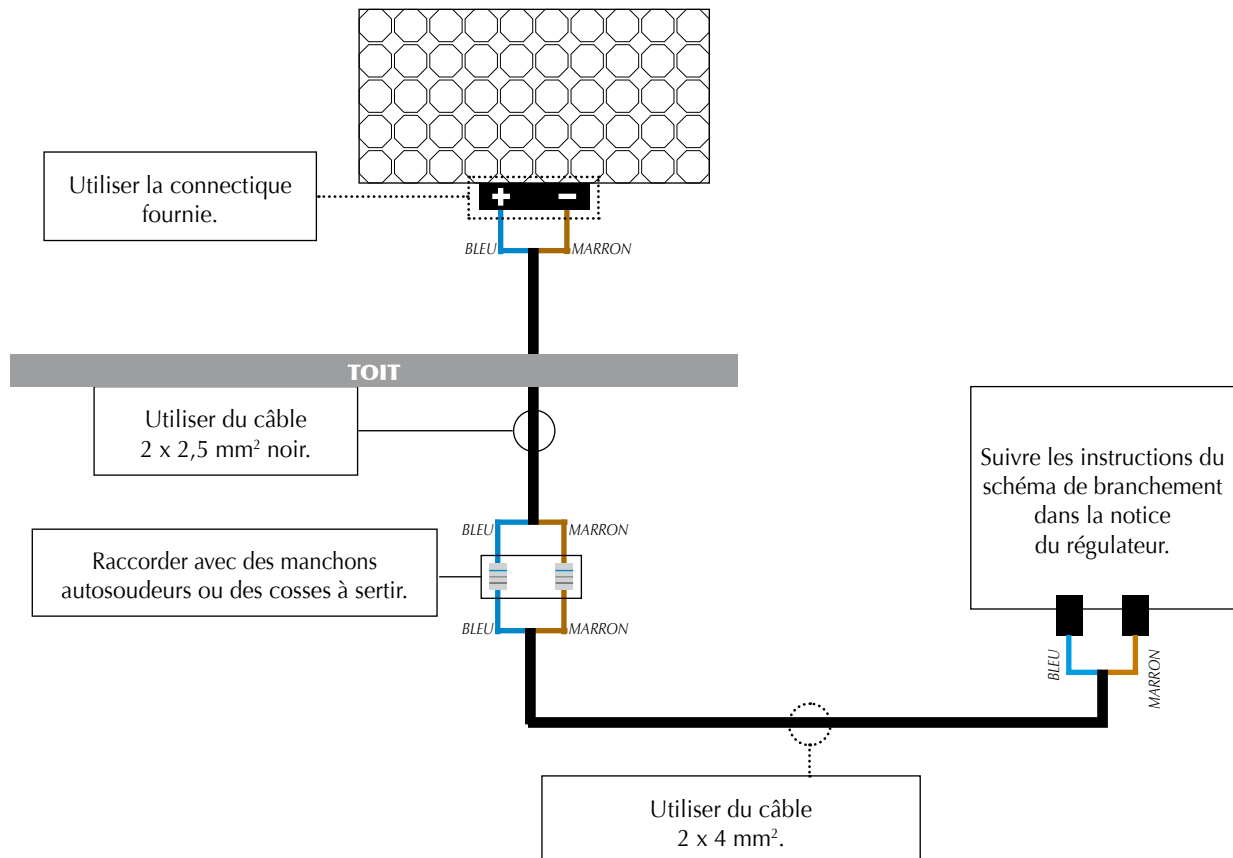 Utiliser la connectique
fournie.
+ −
BLEU
MARRON
TOIT
Utiliser du câble
2 x 2,5 mm² noir.
BLEU
MARRON
Raccorder avec des manchons
autosoudeurs ou des cosses à sertir.
BLEU
MARRON
Suivre les instructions du
schéma de branchement
dans la notice
du régulateur.
BLEU
MARRON
Utiliser du câble
2 x 4 mm².